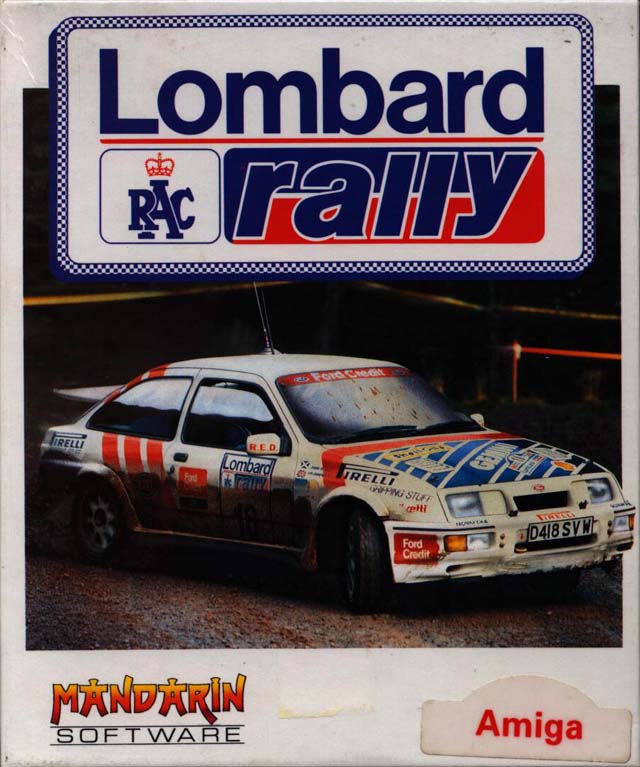 Lombard
RAC
rally
Ford Credit
PIRELLI
R.E.D.
Lombard
rally
Ford
PIRELLI
GRIPPING STUFF
Ford
Credit
PIRELLI
D418 SVW
MANDARIN
SOFTWARE
Amiga